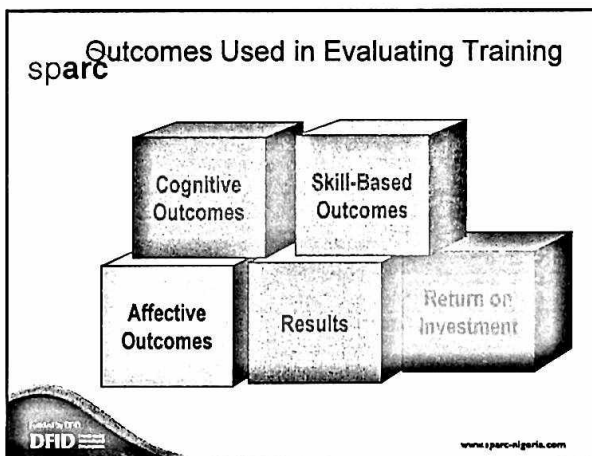 Outcomes Used in Evaluating Training
sparc
Cognitive
Outcomes
Skill-Based
Outcomes
Affective
Outcomes
Results
Return on
Investment
DFID
www.sparc-nigeria.com